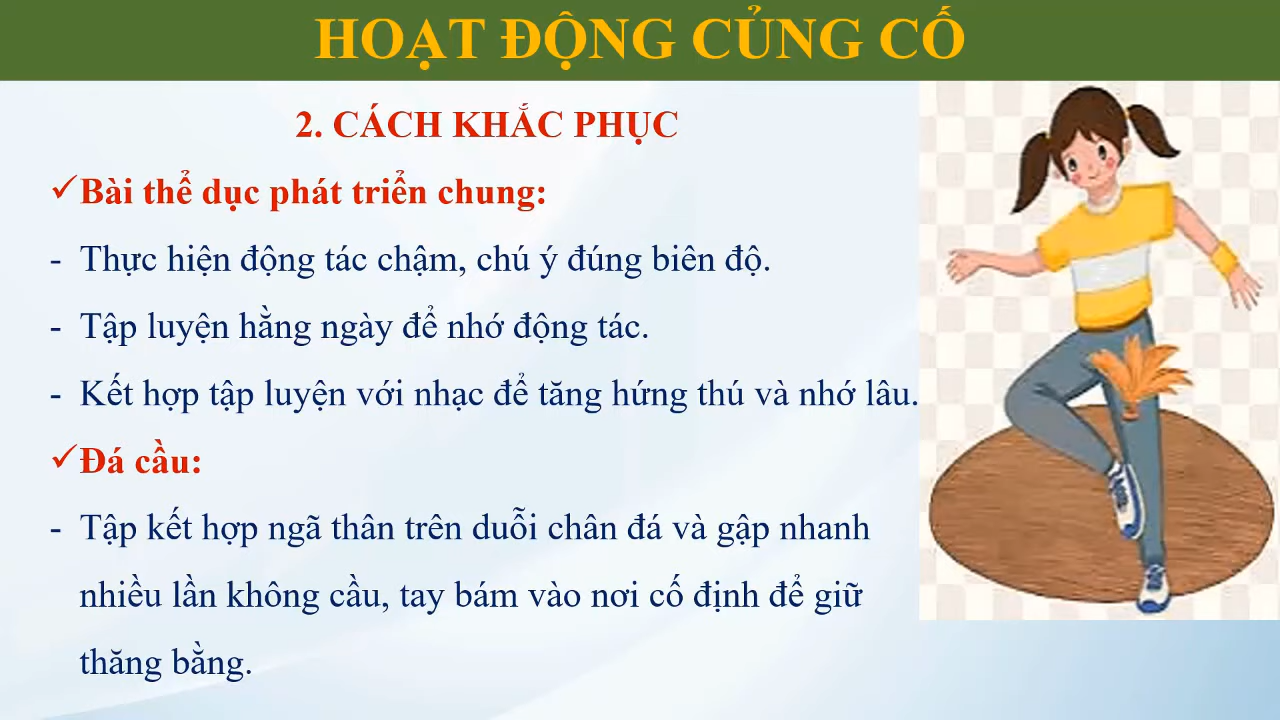 HOẠT ĐỘNG CỦNG CỐ
2. CÁCH KHẮC PHỤC
✓Bài thể dục phát triển chung:
- Thực hiện động tác chậm, chú ý đúng biên độ.
- Tập luyện hằng ngày để nhớ động tác.
- Kết hợp tập luyện với nhạc để tăng hứng thú và nhớ lâu.
✓Đá cầu:
- Tập kết hợp ngã thân trên duỗi chân đá và gập nhanh
nhiều lần không cầu, tay bám vào nơi cố định để giữ
thăng bằng.